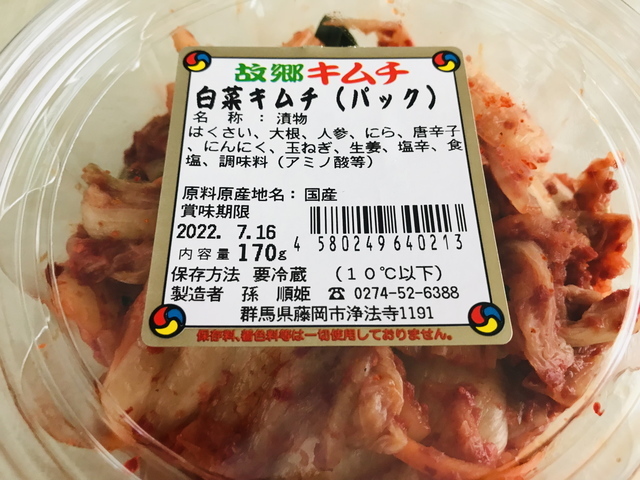 故郷キムチ
白菜キムチ(パック)
名 称 : 漬物
はくさい、大根、人参、にら、唐辛子
、にんにく、玉ねぎ、生姜、塩辛、食
塩、調味料(アミノ酸等)
原料原産地名: 国産
賞味期限
2022. 7.16
内容量 170g
4 580249 640213
保存方法 要冷蔵 (10℃以下)
製造者 孫 順姫 ☎ 0274-52-6388
群馬県藤岡市浄法寺1191
保存料、着色料等は一切使用しておりません。